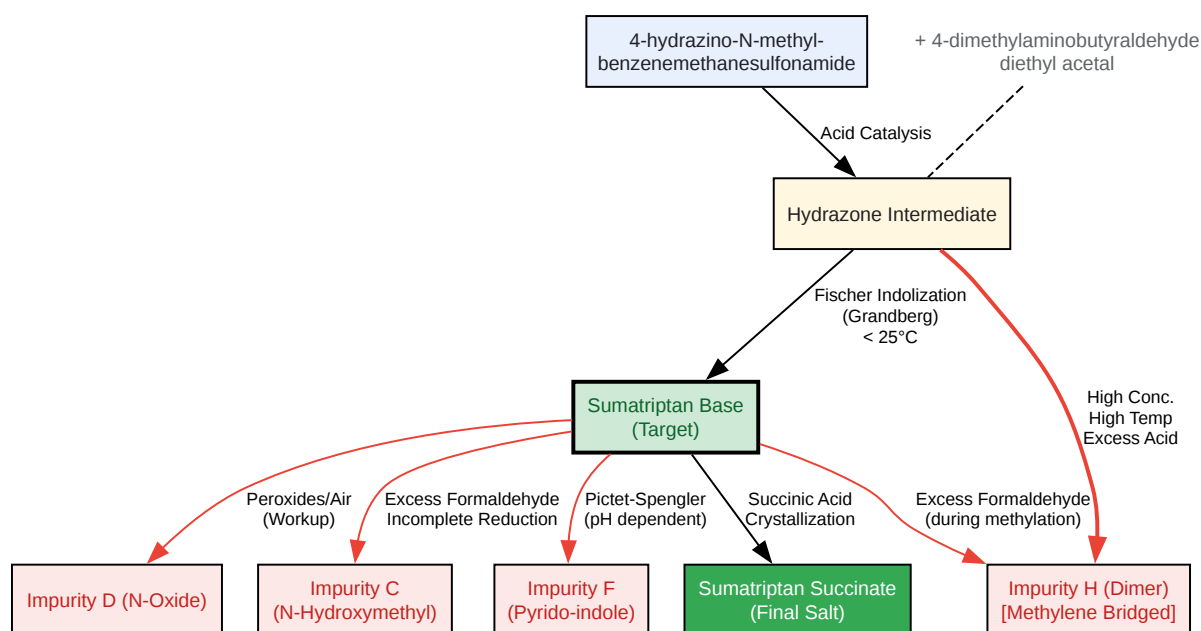 4-hydrazino-N-methyl-
benzenemethanesulfonamide
+ 4-dimethylaminobutyraldehyde
diethyl acetal
Acid Catalysis
Hydrazone Intermediate
Fischer Indolization
(Grandberg)
< 25°C
High Conc.
High Temp
Excess Acid
Sumatriptan Base
(Target)
Peroxides/Air
(Workup)
Excess Formaldehyde
Incomplete Reduction
Pictet-Spengler
(pH dependent)
Succinic Acid
Crystallization
Excess Formaldehyde
(during methylation)
Impurity D (N-Oxide)
Impurity C
(N-Hydroxymethyl)
Impurity F
(Pyrido-indole)
Sumatriptan Succinate
(Final Salt)
Impurity H (Dimer)
[Methylene Bridged]